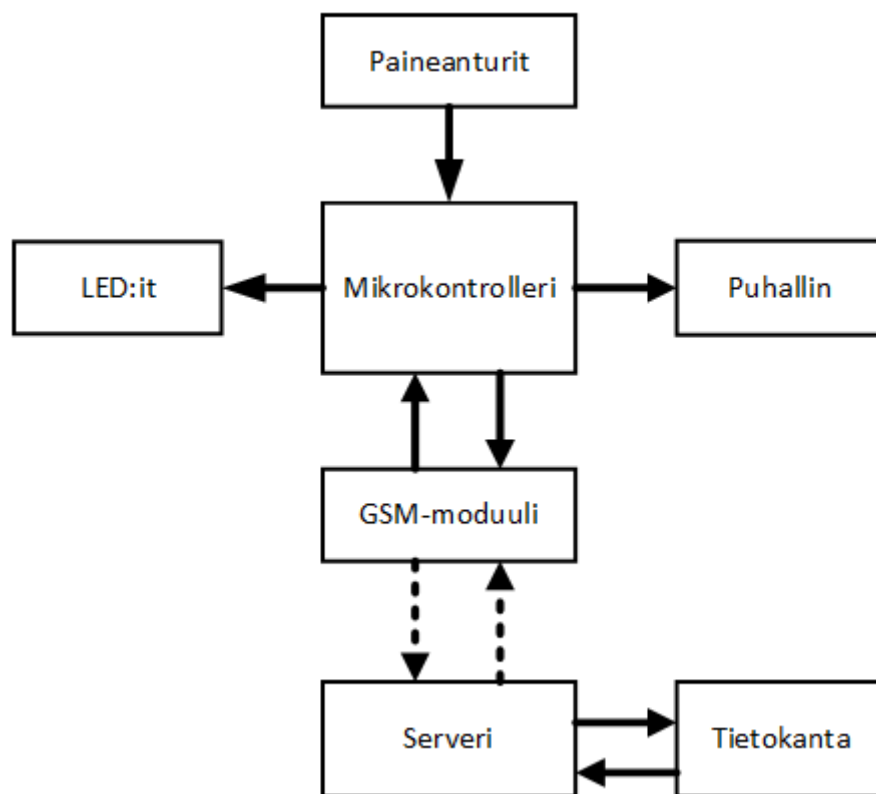 Paineanturit
LED:it
Mikrokontrolleri
Puhallin
GSM-moduuli
Serveri
Tietokanta